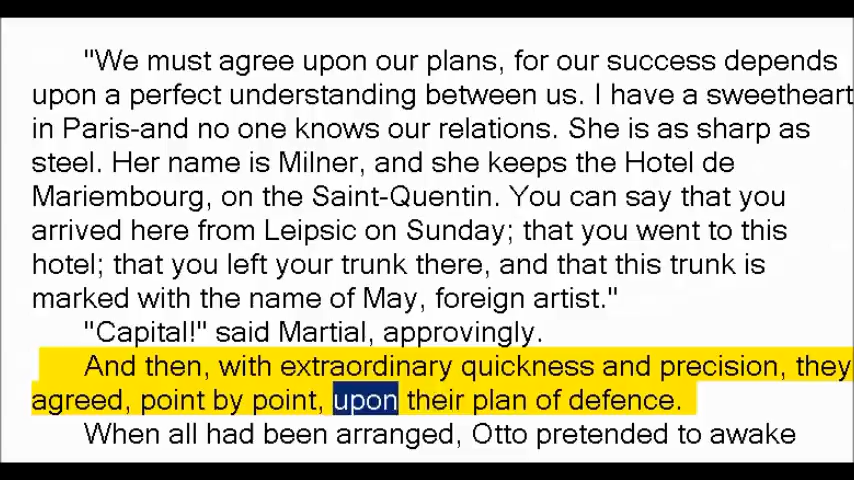 "We must agree upon our plans, for our success depends
upon a perfect understanding between us. I have a sweetheart
in Paris-and no one knows our relations. She is as sharp as
steel. Her name is Milner, and she keeps the Hotel de
Mariembourg, on the Saint-Quentin. You can say that you
arrived here from Leipsic on Sunday; that you went to this
hotel; that you left your trunk there, and that this trunk is
marked with the name of May, foreign artist."
"Capital!" said Martial, approvingly.
And then, with extraordinary quickness and precision, they
agreed, point by point, upon their plan of defence.
When all had been arranged, Otto pretended to awake